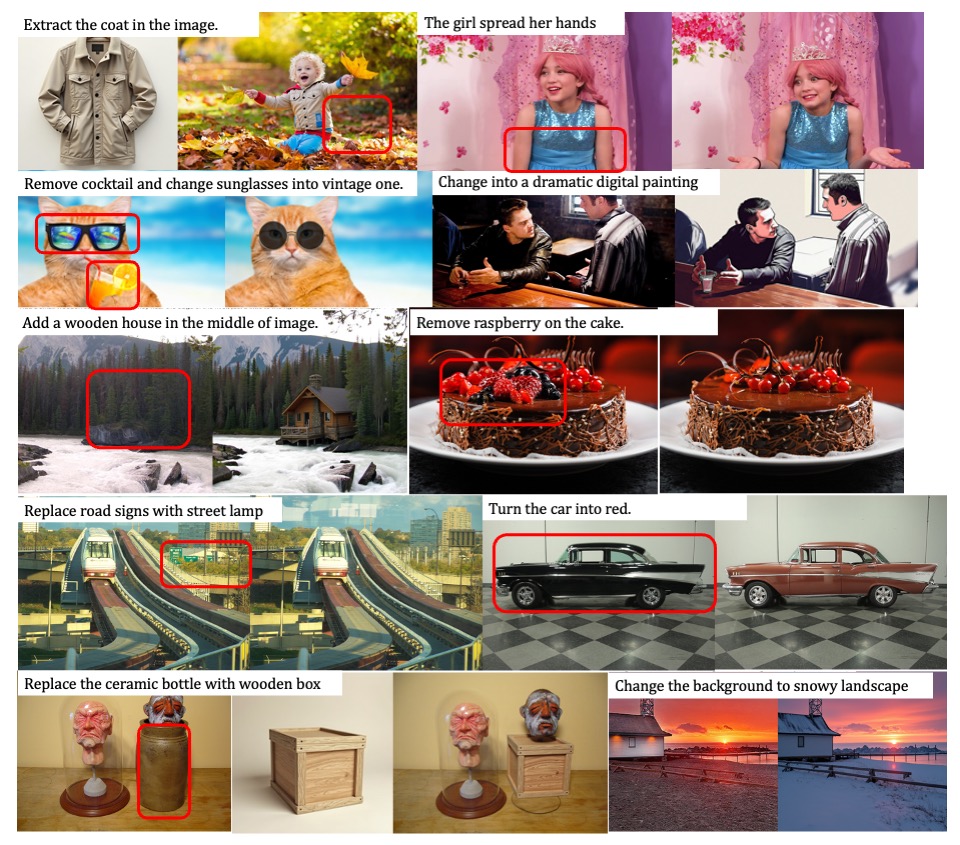 Extract the coat in the image.
The girl spread her hands
Remove cocktail and change sunglasses into vintage one.
Change into a dramatic digital painting
Add a wooden house in the middle of image.
Remove raspberry on the cake.
Replace road signs with street lamp
Turn the car into red.
Replace the ceramic bottle with wooden box
Change the background to snowy landscape